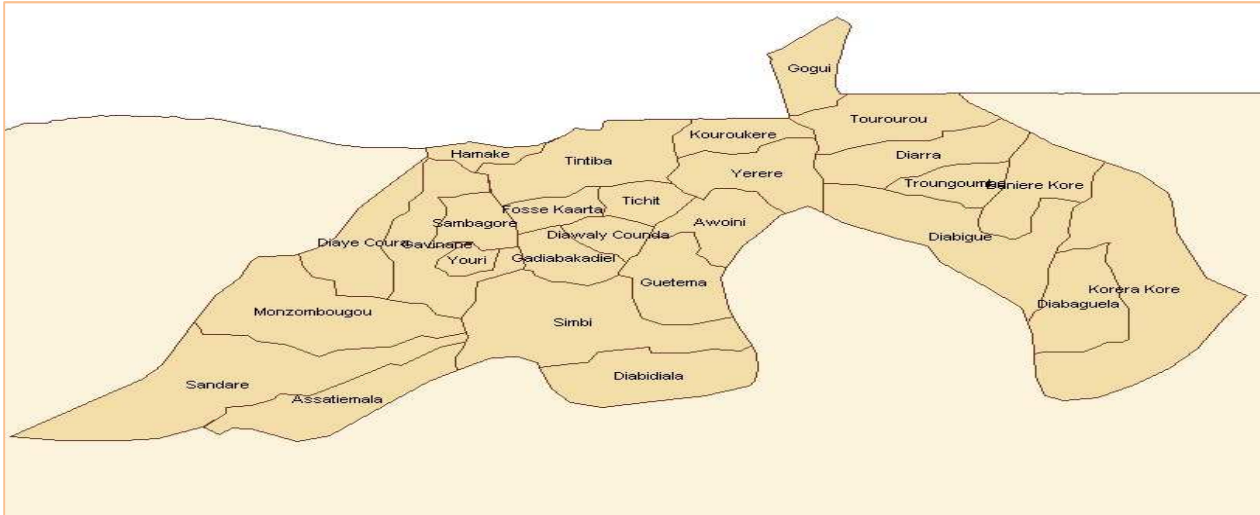 Gogui
Tourourou
Kouroukere
Hamake
Tintiba
Diarra
Yerere
Troungoumbe
Baniere Kore
Tichit
Fosse Kaarta
Sambagore
Awoini
Diawaly Counda
Diabigue
Diaye Coura
Gavinane
Youri
Gadiabakadiel
Guetema
Korera Kore
Diabaguela
Monzombougou
Simbi
Diabidiala
Sandare
Assatiemala